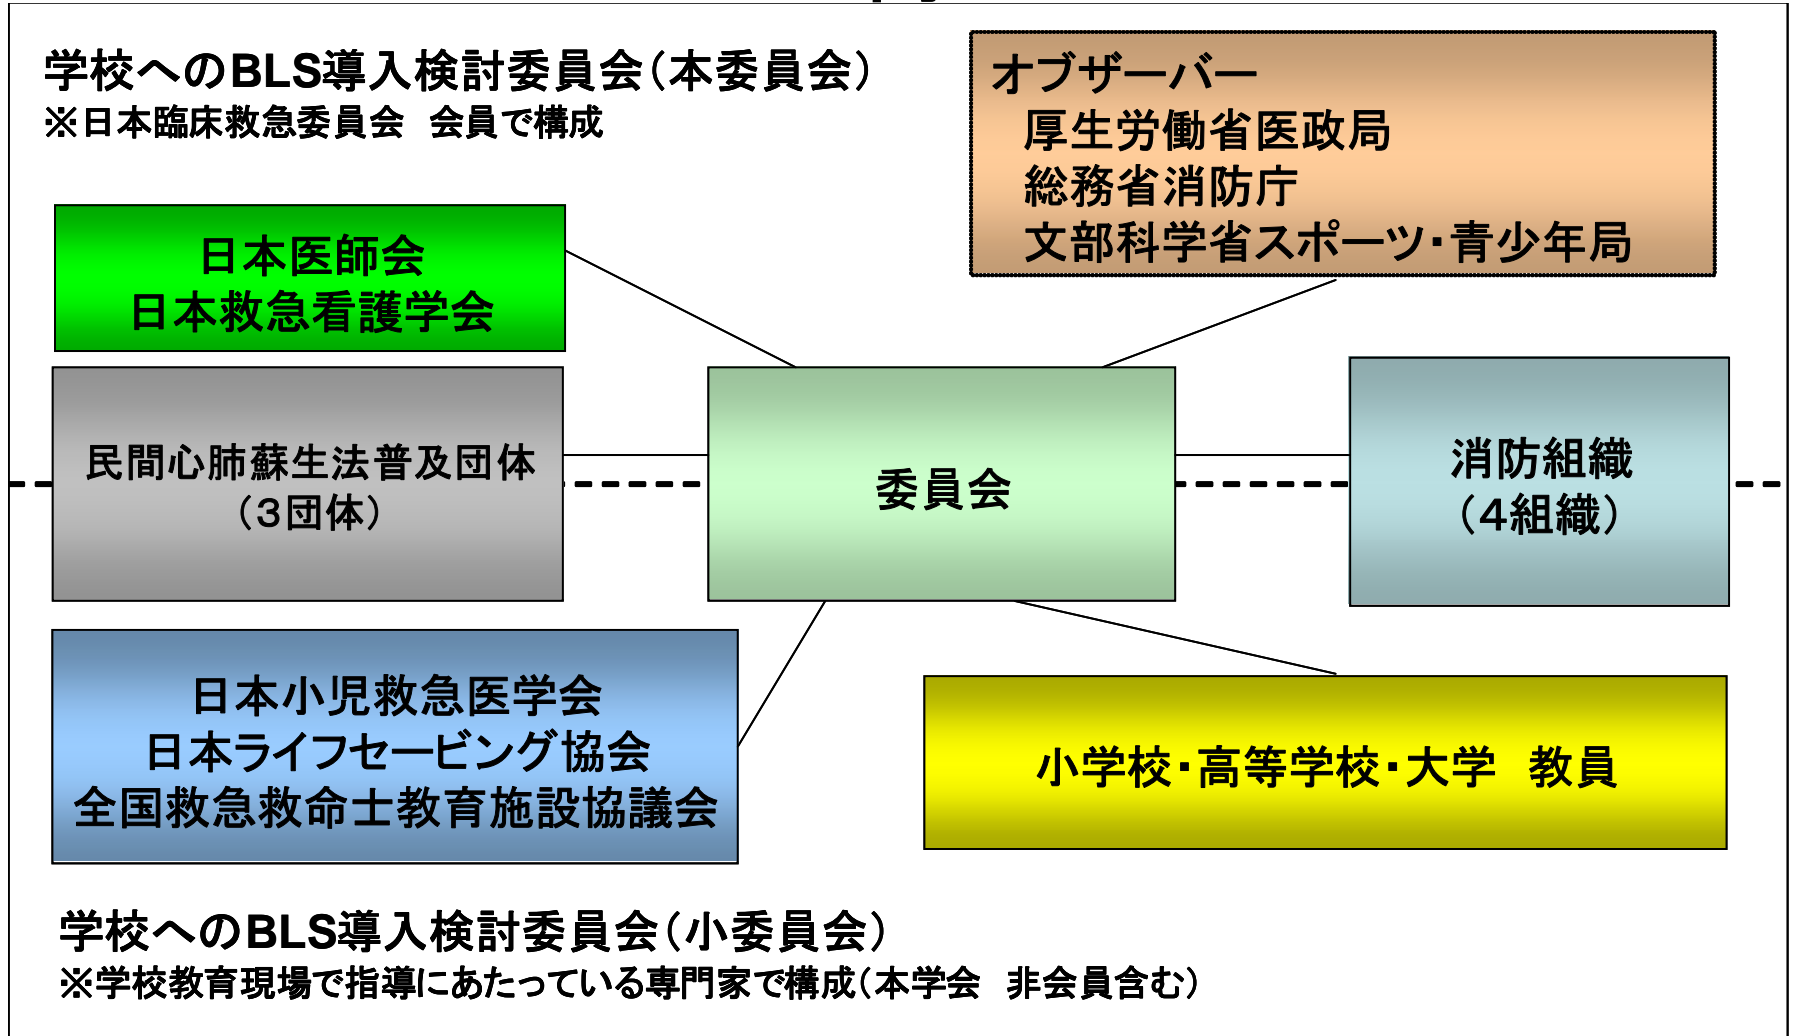 学校へのBLS導入検討委員会（本委員会）
※日本臨床救急委員会　会員で構成
オブザーバー
厚生労働省医政局
総務省消防庁
文部科学省スポーツ・青少年局
日本医師会
日本救急看護学会
民間心肺蘇生法普及団体
（３団体）
委員会
消防組織
（４組織）
日本小児救急医学会
日本ライフセービング協会
全国救急救命士教育施設協議会
小学校・高等学校・大学　教員
学校へのBLS導入検討委員会（小委員会）
※学校教育現場で指導にあたっている専門家で構成（本学会　非会員含む）